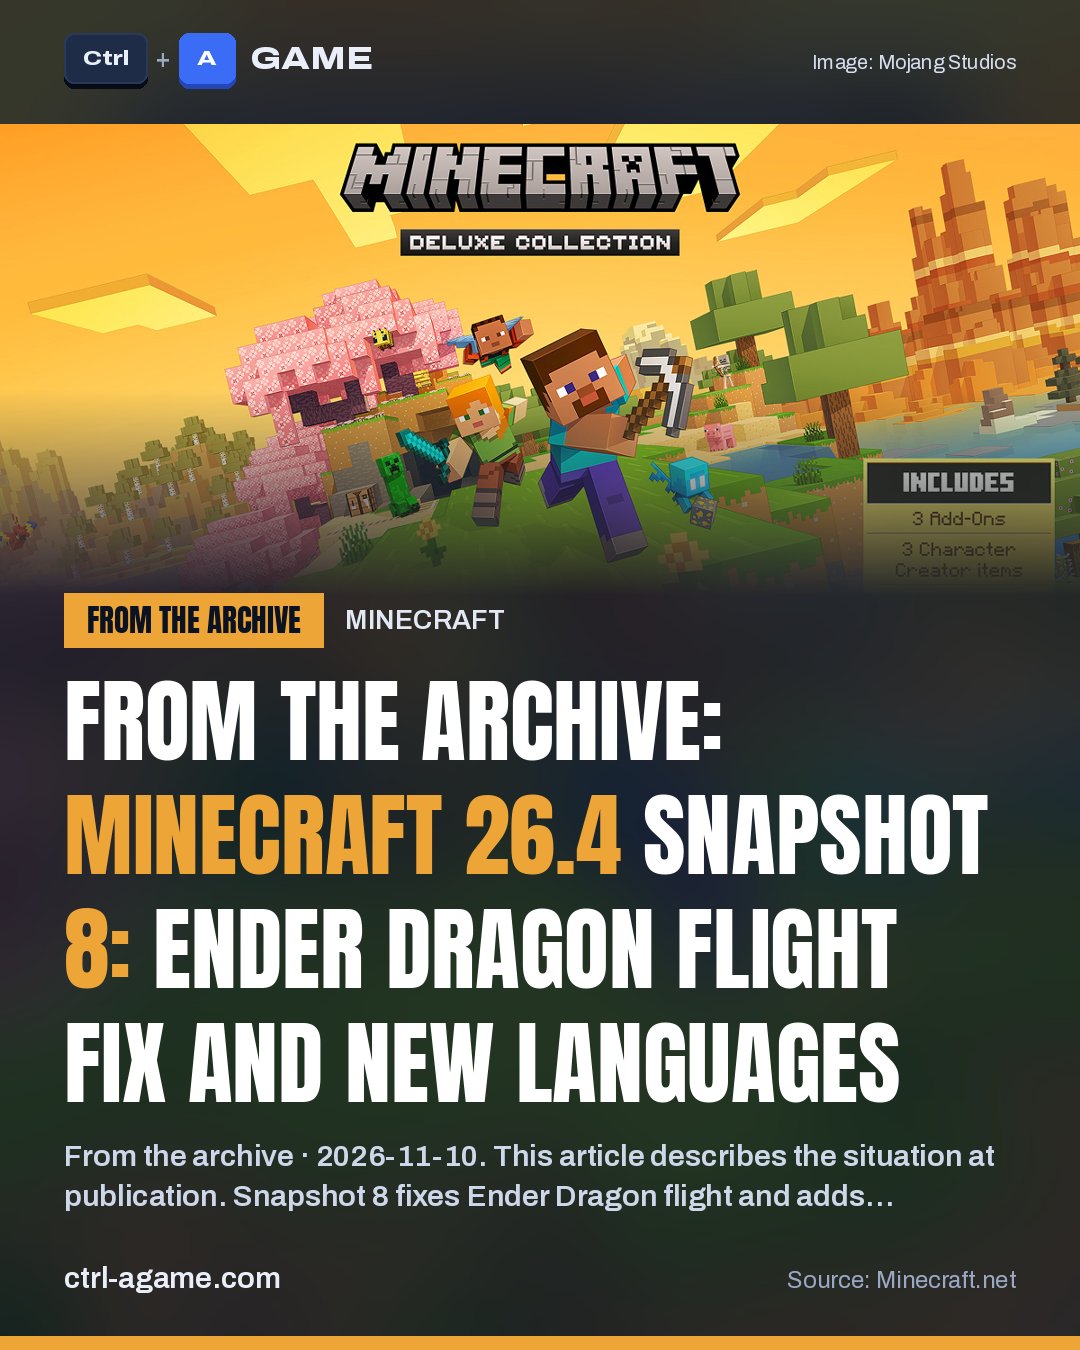 Ctrl + A GAME
Image: Mojang Studios
MINECRAFT
DELUXE COLLECTION
INCLUDES
3 Add-Ons
3 Character
Creator items
FROM THE ARCHIVE
MINECRAFT
FROM THE ARCHIVE:
MINECRAFT 26.4 SNAPSHOT
8: ENDER DRAGON FLIGHT
FIX AND NEW LANGUAGES
From the archive · 2026-11-10. This article describes the situation at
publication. Snapshot 8 fixes Ender Dragon flight and adds...
ctrl-agame.com
Source: Minecraft.net